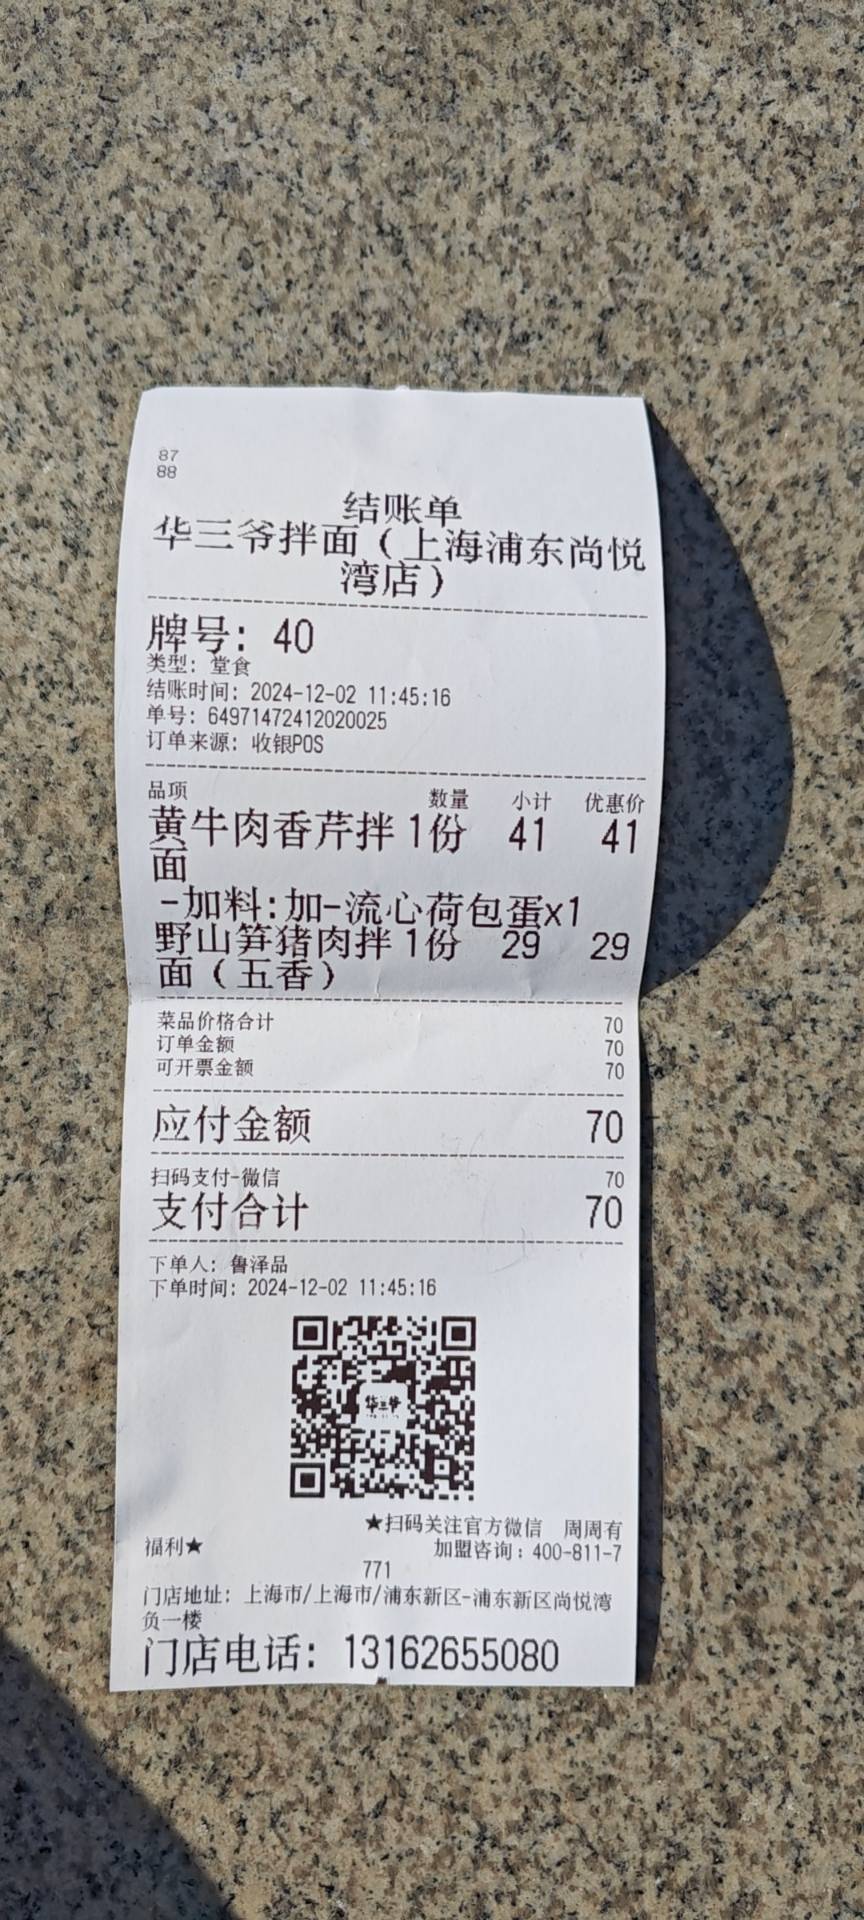 87
88
结账单
华三爷拌面（上海浦东尚悦
湾店）
牌号: 40
类型: 堂食
结账时间: 2024-12-02 11:45:16
单号: 64971472412020025
订单来源: 收银POS
品项 数量 小计 优惠价
黄牛肉香芹拌 1份 41 41
面
-加料:加-流心荷包蛋x1
野山笋猪肉拌 1份 29 29
面（五香）
菜品价格合计 70
订单金额 70
可开票金额 70
应付金额 70
扫码支付-微信 70
支付合计 70
下单人: 鲁泽品
下单时间: 2024-12-02 11:45:16
华三爷
★扫码关注官方微信 周周有
福利★ 加盟咨询: 400-811-7
771
门店地址: 上海市/上海市/浦东新区-浦东新区尚悦湾
负一楼
门店电话: 13162655080